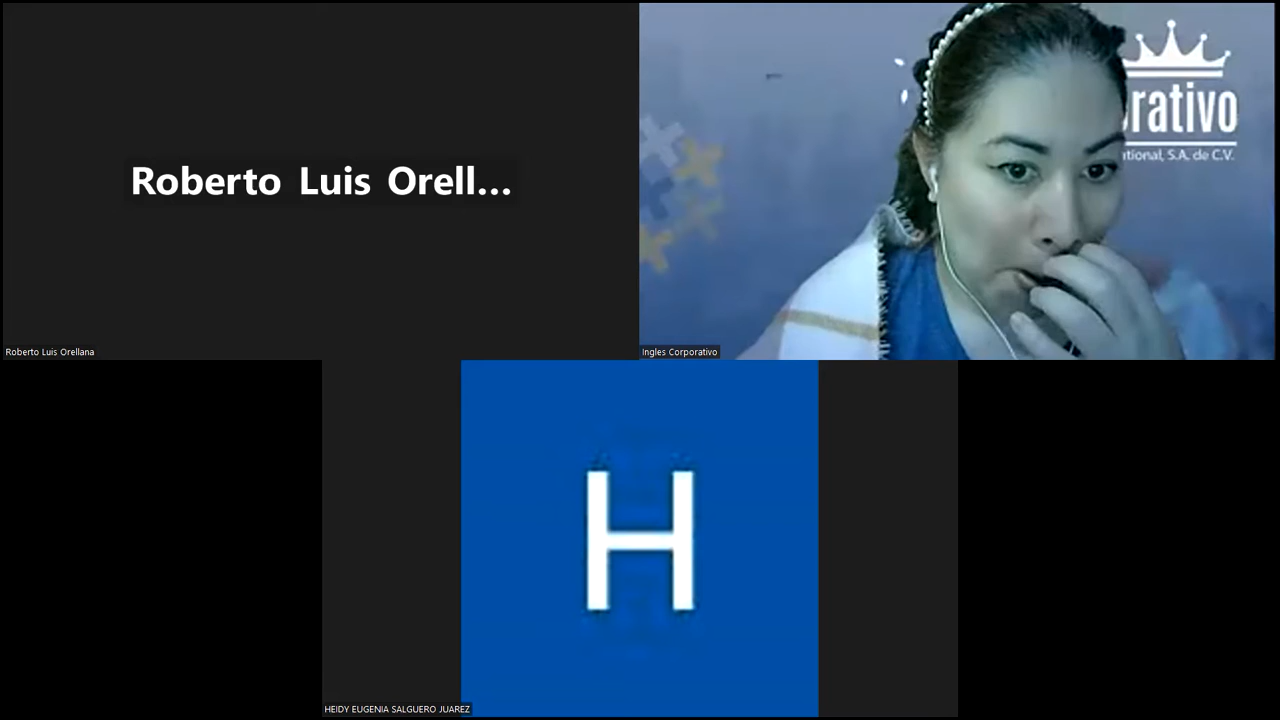 Roberto Luis Orell...
Roberto Luis Orellana
rativo
ational, S.A. de C.V.
Ingles Corporativo
H
HEIDY EUGENIA SALGUERO JUAREZ